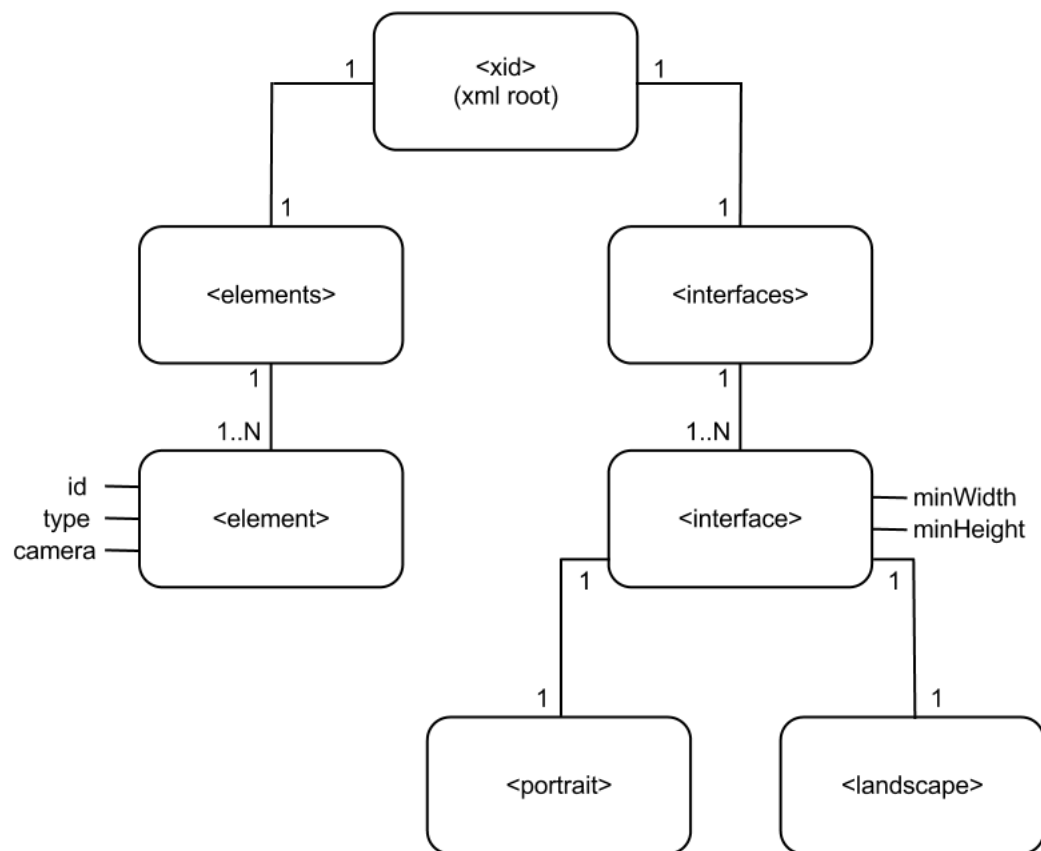 <xid>
(xml root)
1
1
1
1
<elements>
<interfaces>
1
1
1..N
1..N
id
type
camera
<element>
<interface>
minWidth
minHeight
1
1
1
1
<portrait>
<landscape>